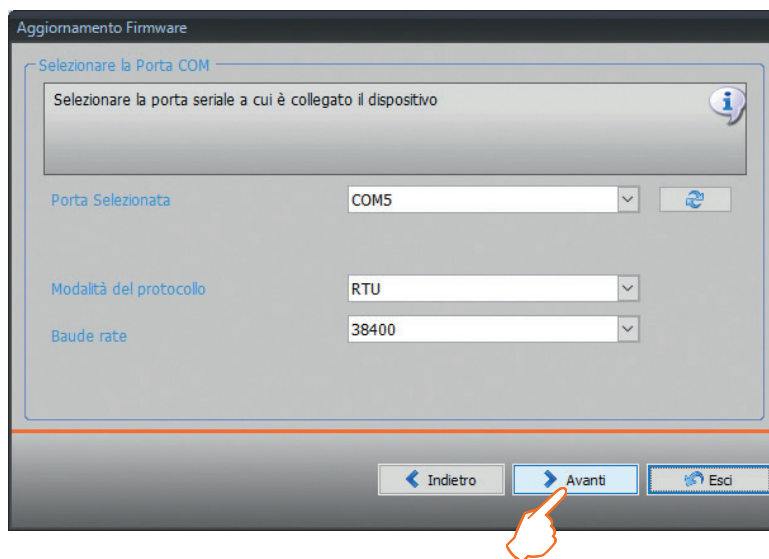 Aggiornamento Firmware
Selezionare la Porta COM
Selezionare la porta seriale a cui è collegato il dispositivo
Porta Selezionata COM5
Modalità del protocollo RTU
Baude rate 38400
Indietro Avanti Esci